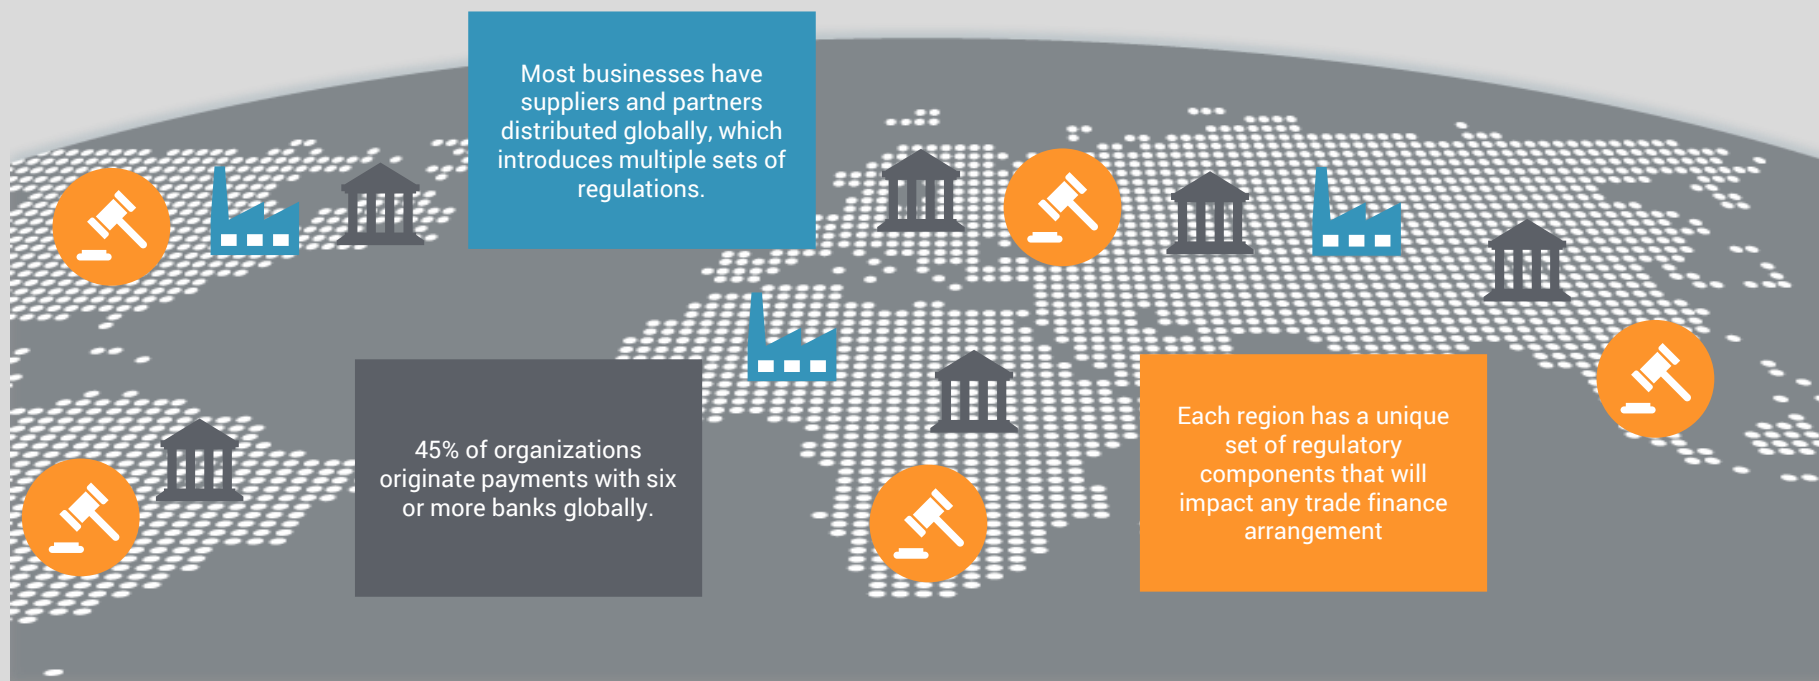 Most businesses have
suppliers and partners
distributed globally, which
introduces multiple sets of
regulations.
45% of organizations
originate payments with six
or more banks globally.
Each region has a unique
set of regulatory
components that will
impact any trade finance
arrangement